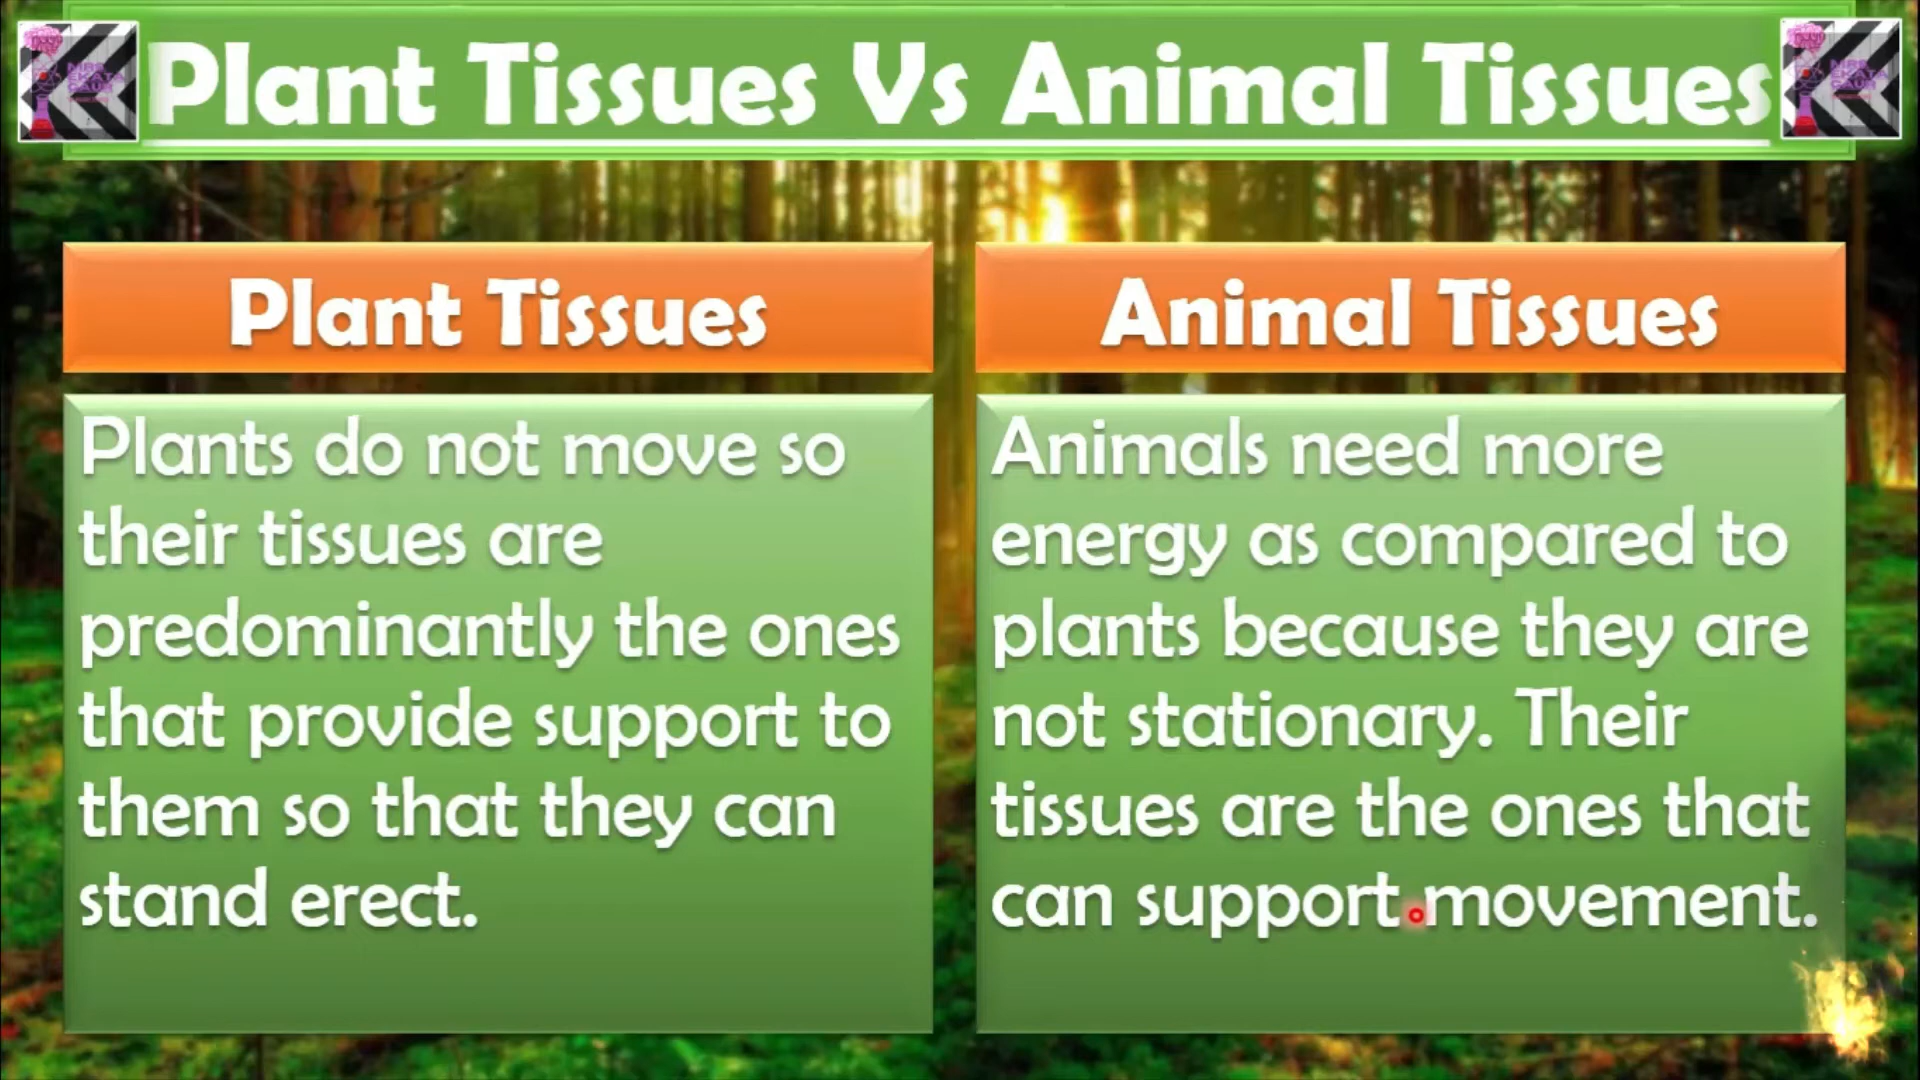 Plant Tissues Vs Animal Tissues
Plant Tissues
Plants do not move so
their tissues are
predominantly the ones
that provide support to
them so that they can
stand erect.
Animal Tissues
Animals need more
energy as compared to
plants because they are
not stationary. Their
tissues are the ones that
can support movement.